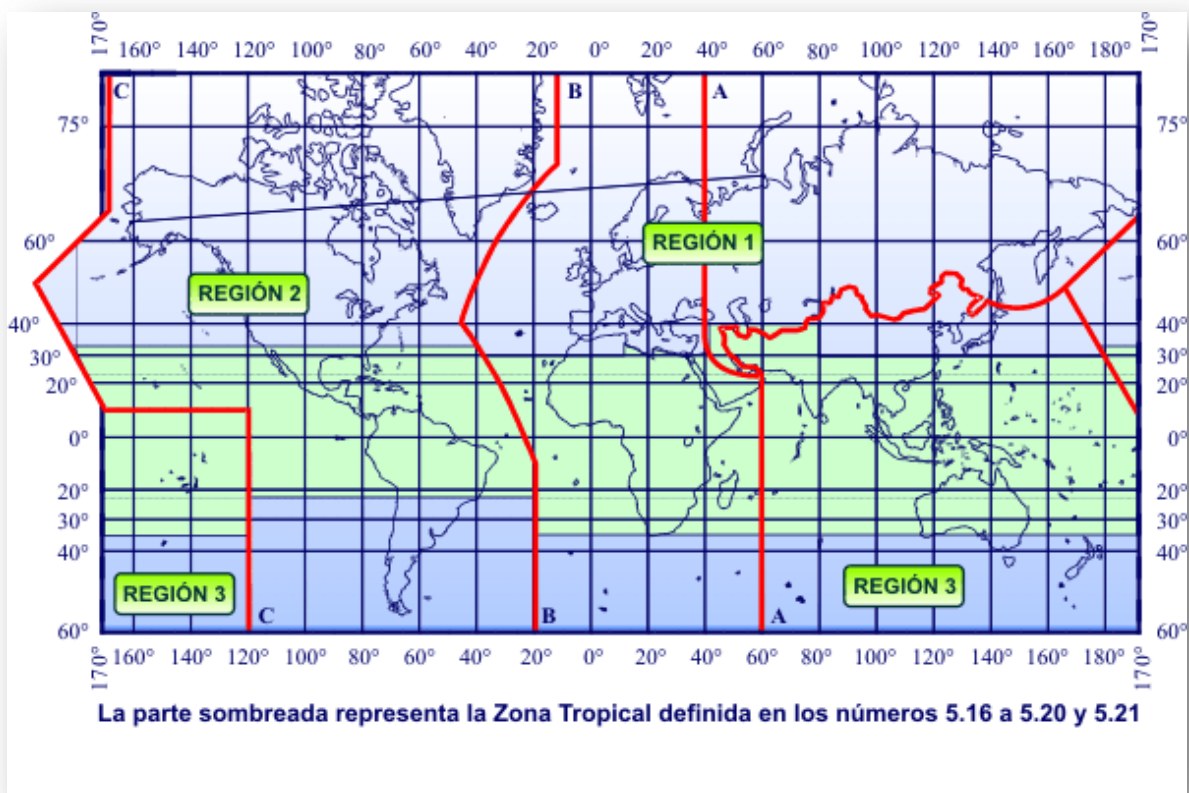 170° 160° 140° 120° 100° 80° 60° 40° 20° 0° 20° 40° 60° 80° 100° 120° 140° 160° 180° 170°
C B A
75° 75°
60° REGIÓN 1 60°
REGIÓN 2
40° 40°
30° 30°
20° 20°
0° 0°
20° 20°
30° 30°
40° 40°
REGIÓN 3 REGIÓN 3
C B A
60° 60°
170° 160° 140° 120° 100° 80° 60° 40° 20° 0° 20° 40° 60° 80° 100° 120° 140° 160° 180° 170°
La parte sombreada representa la Zona Tropical definida en los números 5.16 a 5.20 y 5.21